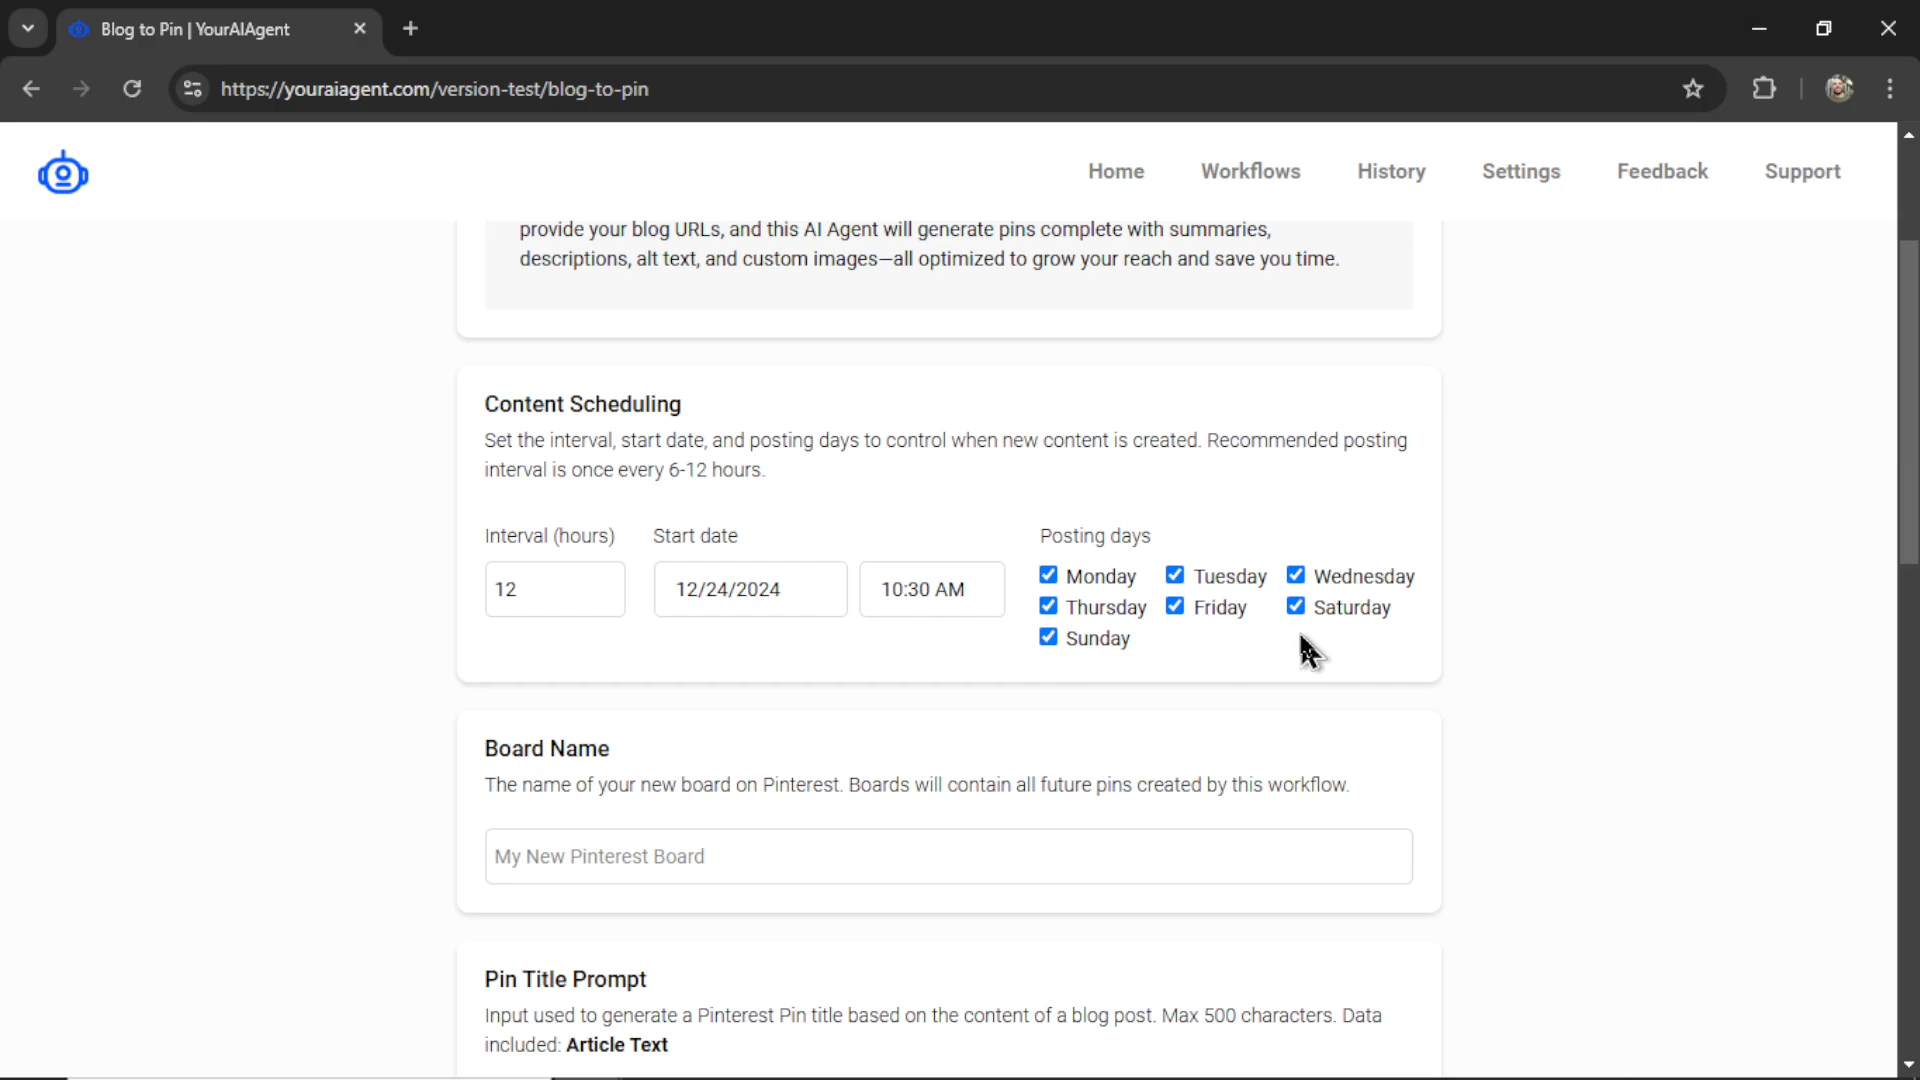 Blog to Pin | YourAIAgent
https://youraiagent.com/version-test/blog-to-pin
Home Workflows History Settings Feedback Support
provide your blog URLs, and this AI Agent will generate pins complete with summaries,
descriptions, alt text, and custom images—all optimized to grow your reach and save you time.
Content Scheduling
Set the interval, start date, and posting days to control when new content is created. Recommended posting
interval is once every 6-12 hours.
Interval (hours) Start date Posting days
12 12/24/2024 10:30 AM
Monday Tuesday Wednesday
Thursday Friday Saturday
Sunday
Board Name
The name of your new board on Pinterest. Boards will contain all future pins created by this workflow.
My New Pinterest Board
Pin Title Prompt
Input used to generate a Pinterest Pin title based on the content of a blog post. Max 500 characters. Data
included: Article Text